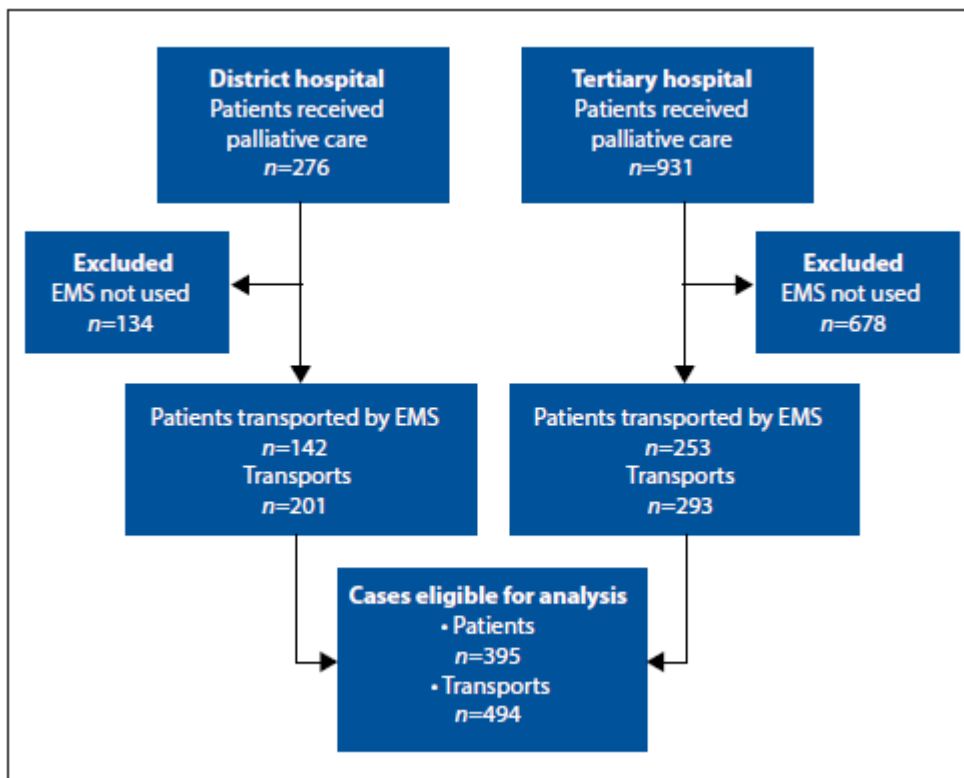 District hospital
Patients received
palliative care
n=276
Tertiary hospital
Patients received
palliative care
n=931
Excluded
EMS not used
n=134
Excluded
EMS not used
n=678
Patients transported by EMS
n=142
Transports
n=201
Patients transported by EMS
n=253
Transports
n=293
Cases eligible for analysis
• Patients
n=395
• Transports
n=494